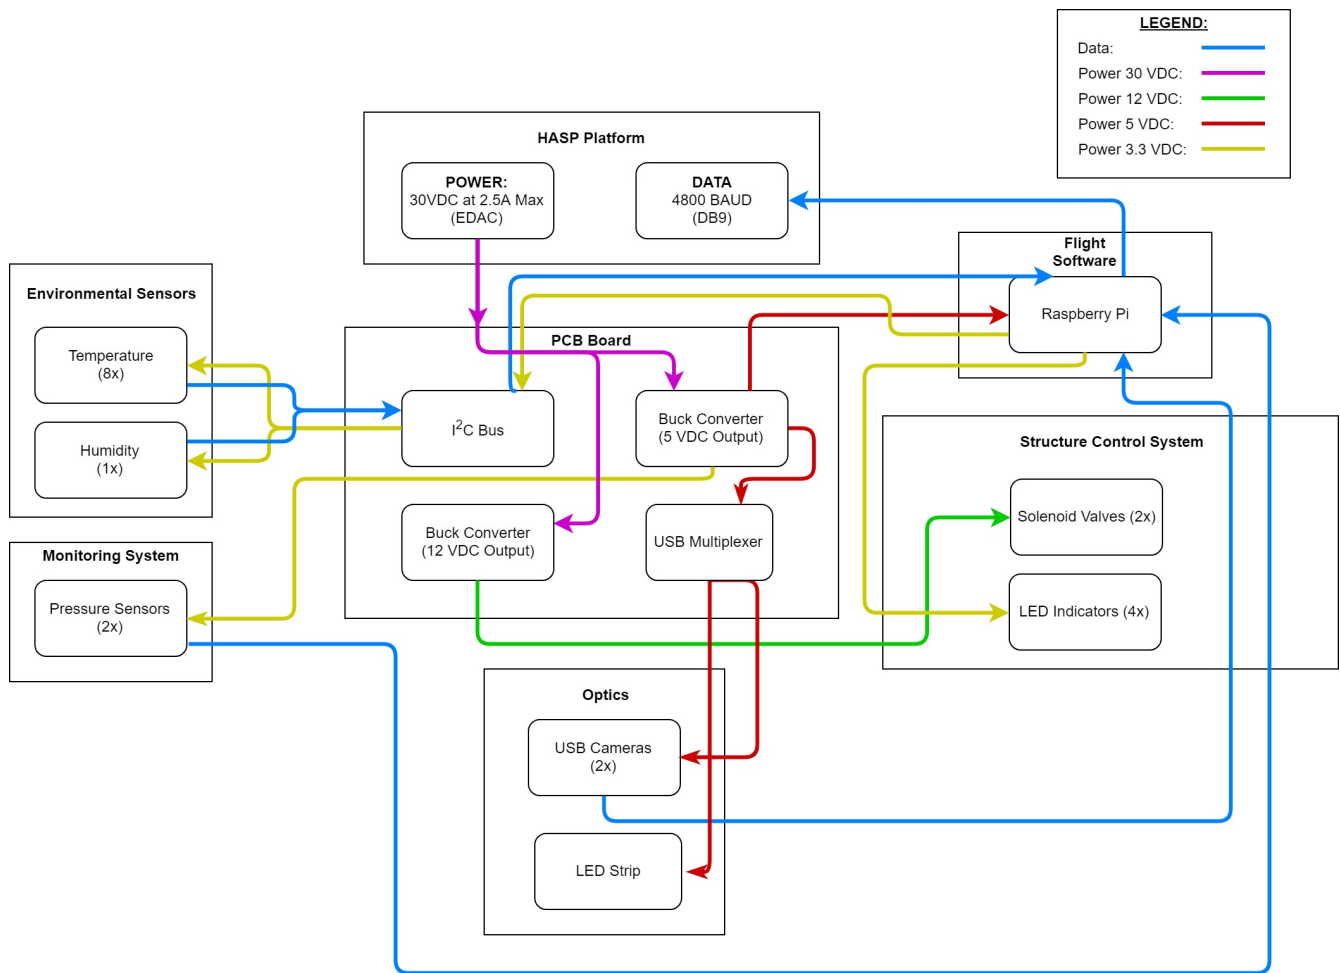 LEGEND:
Data:
Power 30 VDC:
Power 12 VDC:
Power 5 VDC:
Power 3.3 VDC:
HASP Platform
POWER:
30VDC at 2.5A Max
(EDAC)
DATA
4800 BAUD
(DB9)
Flight
Software
Raspberry Pi
Environmental Sensors
Temperature
(8x)
Humidity
(1x)
PCB Board
I²C Bus
Buck Converter
(5 VDC Output)
Buck Converter
(12 VDC Output)
USB Multiplexer
Structure Control System
Solenoid Valves (2x)
LED Indicators (4x)
Monitoring System
Pressure Sensors
(2x)
Optics
USB Cameras
(2x)
LED Strip